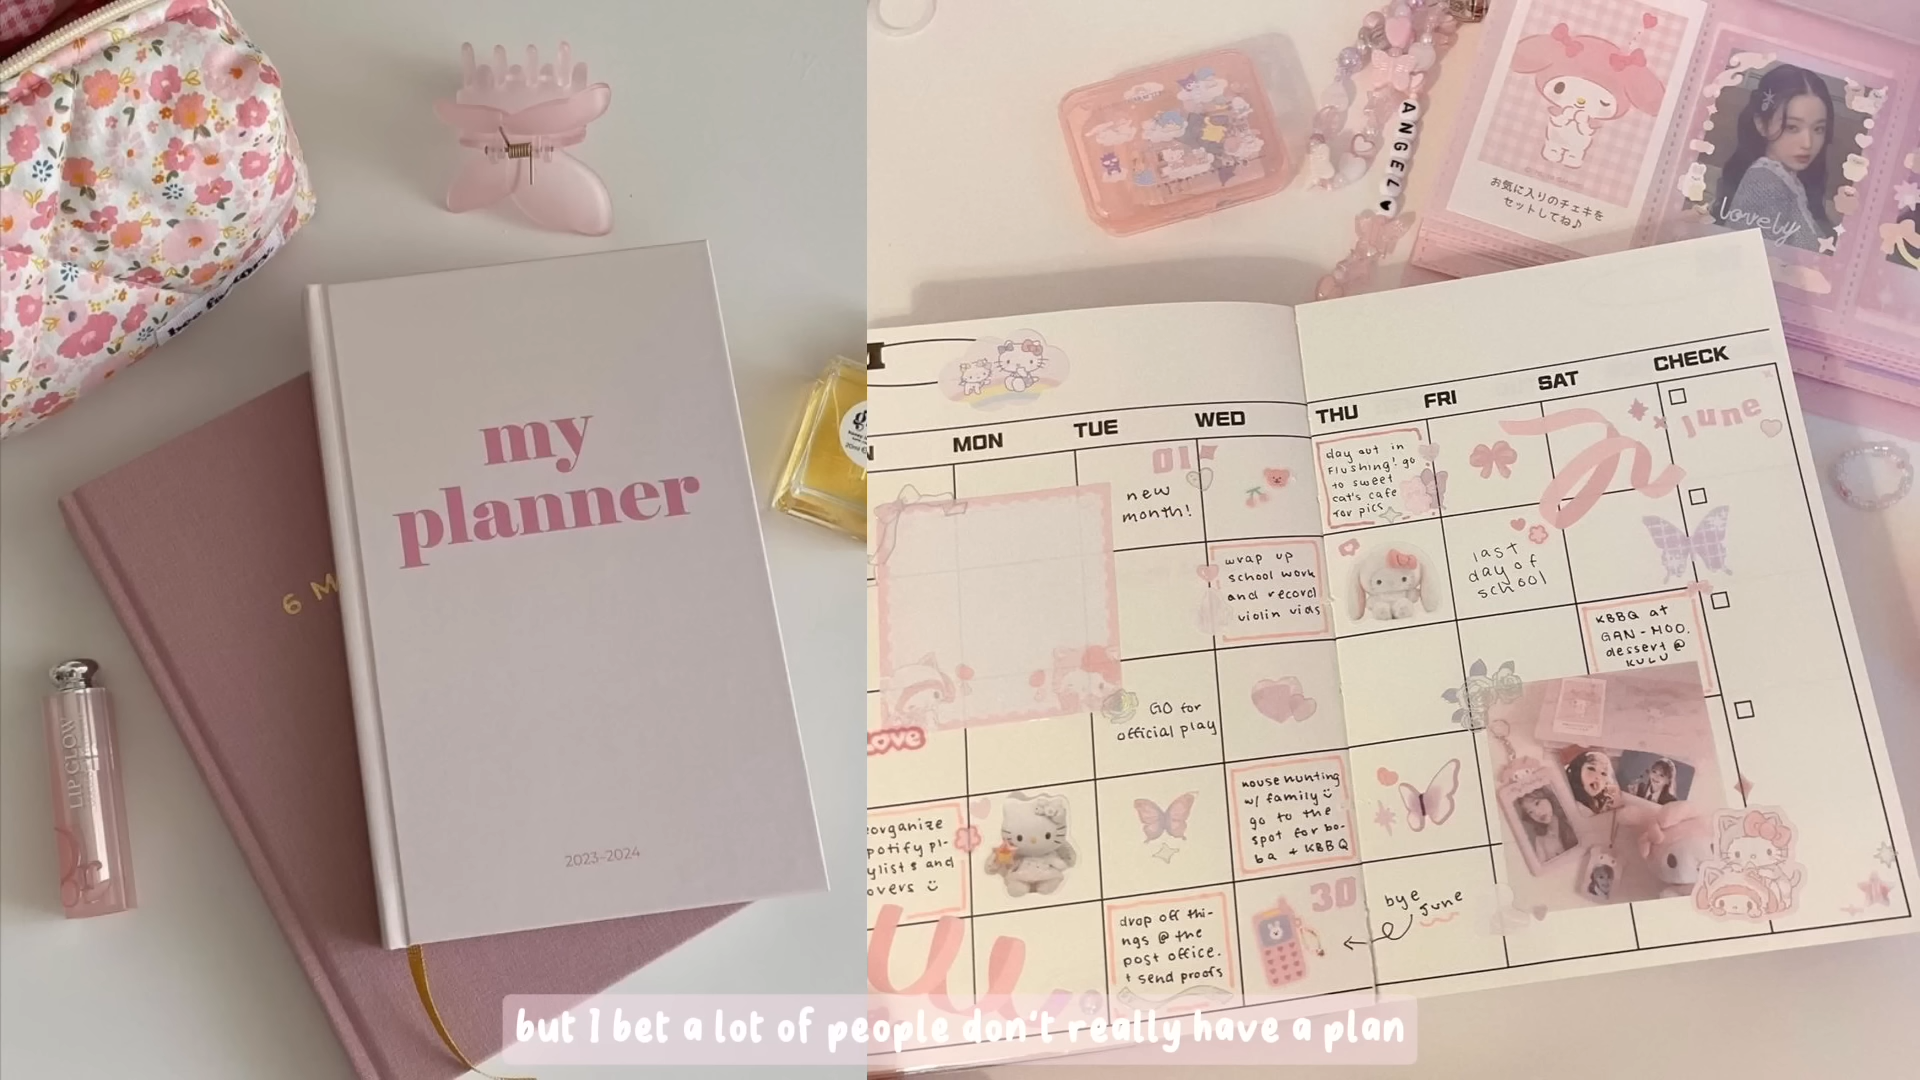 my
planner
2023-2024
6 M
LIP GLOW
ANGEL
お気に入りのチェキを
セットしてね♪
lovely
MON
TUE
WED
THU
FRI
SAT
CHECK
June
01
new
month!
day out in
Flushing! go
to sweet
cat's cafe
for pics
wrap up
school work
and record
violin vids
last
day of
school
KBBQ at
GAN-HOO.
dessert @
KULU
GO for
official play
Love
reorganize
spotify pl-
ylists and
covers
house hunting
w/ family
go to the
spot for bo-
ba + KBBQ
drop off thi-
ngs @ the
post office.
+ send proofs
30
bye
June
but I bet a lot of people don't really have a plan